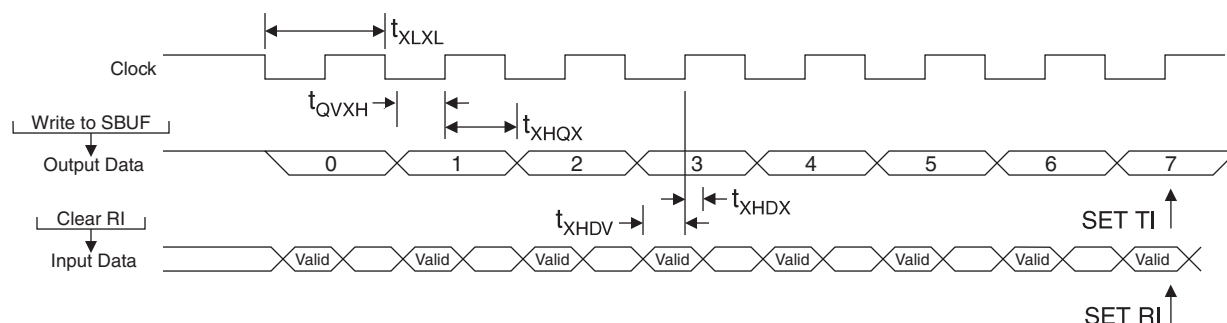 tXLXL
Clock
tQVXH
tXHQX
Write to SBUF
Output Data 0 1 2 3 4 5 6 7
tXHDX
tXHDV
SET TI
Clear RI
Input Data Valid Valid Valid Valid Valid Valid Valid Valid
SET RI